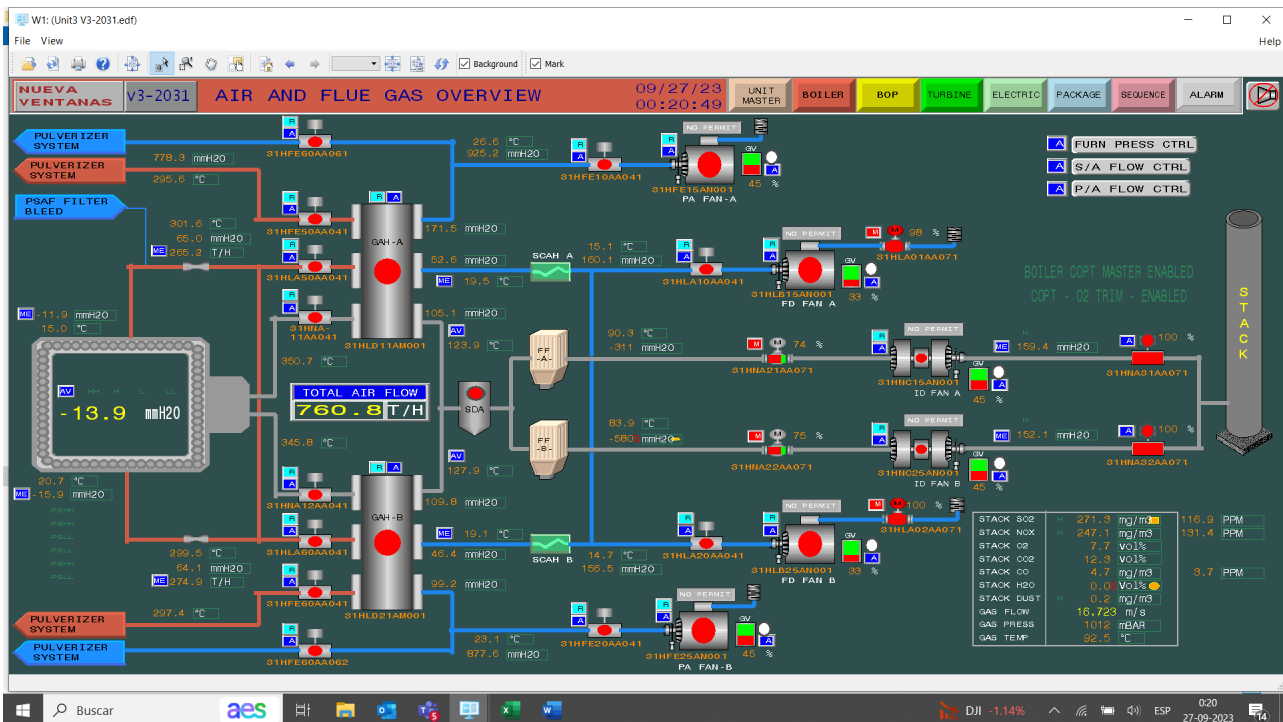 W1: (Unit3 V3-2031.edf)
File View
Help
Background
Mark
NUEVA VENTANAS
v3-2031
AIR AND FLUE GAS OVERVIEW
09/27/23
00:20:49
UNIT MASTER
BOILER
BOP
TURBINE
ELECTRIC
PACKAGE
SEQUENCE
ALARM
PULVERIZER SYSTEM
R
A
31HFE60AA061
26.6 °C
925.2 mmH2O
R
A
31HFE10AA041
NO PERMIT
R
A
31HFE15AN001
PA FAN-A
GV
A
45 %
A FURN PRESS CTRL
A S/A FLOW CTRL
A P/A FLOW CTRL
PULVERIZER SYSTEM
778.3 mmH2O
295.6 °C
PSAF FILTER BLEED
301.6 °C
65.0 mmH2O
ME 265.2 T/H
R
A
31HFE50AA041
R
A
31HLA50AA041
R
A
31HNA-11AA041
R A
GAH-A
31HLD11AM001
171.5 mmH2O
52.6 mmH2O
ME 19.5 °C
105.1 mmH2O
AV
123.9 °C
SCAH A
15.1 °C
160.1 mmH2O
R
A
31HLA10AA041
NO PERMIT
R
A
31HLB15AN001
FD FAN A
M 98 %
31HLA01AA071
GV
A
33 %
BOILER COPT MASTER ENABLED
COPT - O2 TRIM - ENABLED
STACK
ME -11.9 mmH2O
15.0 °C
AV HH H L LL
-13.9 mmH2O
350.7 °C
TOTAL AIR FLOW
760.8 T/H
345.8 °C
SDA
FF -A-
FF -B-
90.3 °C
-311 mmH2O
M 74 %
31HNA21AA071
NO PERMIT
R
A
31HNC15AN001
ID FAN A
GV
A
45 %
ME
H
159.4 mmH2O
A 100 %
31HNA31AA071
83.9 °C
-580 mmH2O
M 75 %
31HNA22AA071
NO PERMIT
R
A
31HNC25AN001
ID FAN B
GV
A
45 %
ME
H
152.1 mmH2O
A 100 %
31HNA32AA071
20.7 °C
ME -15.9 mmH2O
PSHH
PSHH
PSLL
PSLL
PSLL
R
A
31HNA12AA041
R
A
31HLA60AA041
R
A
31HFE60AA041
299.5 °C
64.1 mmH2O
ME 274.9 T/H
R A
GAH-B
31HLD21AM001
AV
127.9 °C
109.8 mmH2O
ME 19.1 °C
46.4 mmH2O
99.2 mmH2O
SCAH B
14.7 °C
156.5 mmH2O
R
A
31HLA20AA041
NO PERMIT
R
A
31HLB25AN001
FD FAN B
M 100 %
31HLA02AA071
GV
A
33 %
STACK SO2 H 271.3 mg/m3 116.9 PPM
STACK NOX H 247.1 mg/m3 131.4 PPM
STACK O2 7.7 Vol%
STACK CO2 12.3 Vol%
STACK CO 4.7 mg/m3 3.7 PPM
STACK H2O 0.0 Vol%
STACK DUST H 0.2 mg/m3
GAS FLOW 16.723 m/s
GAS PRESS 1012 mBAR
GAS TEMP 92.5 °C
PULVERIZER SYSTEM
297.4 °C
PULVERIZER SYSTEM
R
A
31HFE60AA062
23.1 °C
877.6 mmH2O
R
A
31HFE20AA041
NO PERMIT
R
A
31HFE25AN001
PA FAN-B
GV
A
45 %
Buscar
aes
DJI -1.14%
ESP
0:20
27-09-2023
14